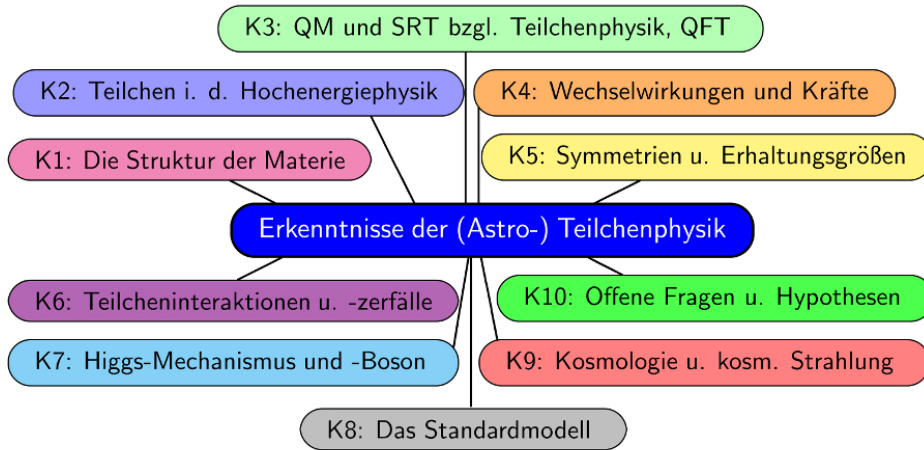 K3: QM und SRT bzgl. Teilchenphysik, QFT
K2: Teilchen i. d. Hochenergiephysik
K4: Wechselwirkungen und Kräfte
K1: Die Struktur der Materie
K5: Symmetrien u. Erhaltungsgrößen
Erkenntnisse der (Astro-) Teilchenphysik
K6: Teilcheninteraktionen u. -zerfälle
K10: Offene Fragen u. Hypothesen
K7: Higgs-Mechanismus und -Boson
K9: Kosmologie u. kosm. Strahlung
K8: Das Standardmodell